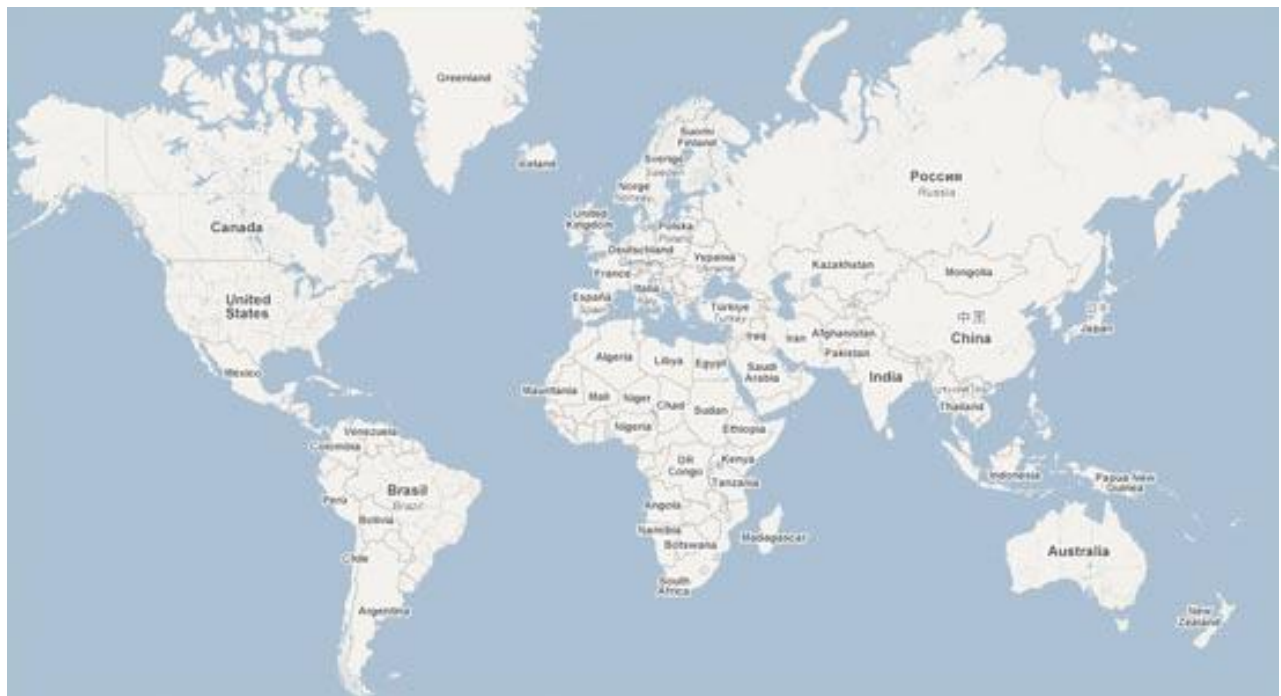 Greenland
Iceland
Suomi
Finland
Sverige
Sweden
Norge
Norway
Россия
Russia
Canada
United
Kingdom
Polska
Poland
Deutschland
Germany
Україна
Ukraine
France
Kazakhstan
Mongolia
United
States
España
Spain
Italia
Italy
Türkiye
Turkey
中国
China
Japan
Iraq
Iran
Afghanistan
Pakistan
Algeria
Libya
Egypt
Saudi
Arabia
India
Mexico
Mauritania
Mali
Niger
Chad
Sudan
Thailand
Nigeria
Ethiopia
Venezuela
Colombia
DR
Congo
Kenya
Tanzania
Indonesia
Papua New
Guinea
Brasil
Brazil
Peru
Bolivia
Angola
Namibia
Botswana
Madagascar
Chile
Australia
South
Africa
Argentina
New
Zealand